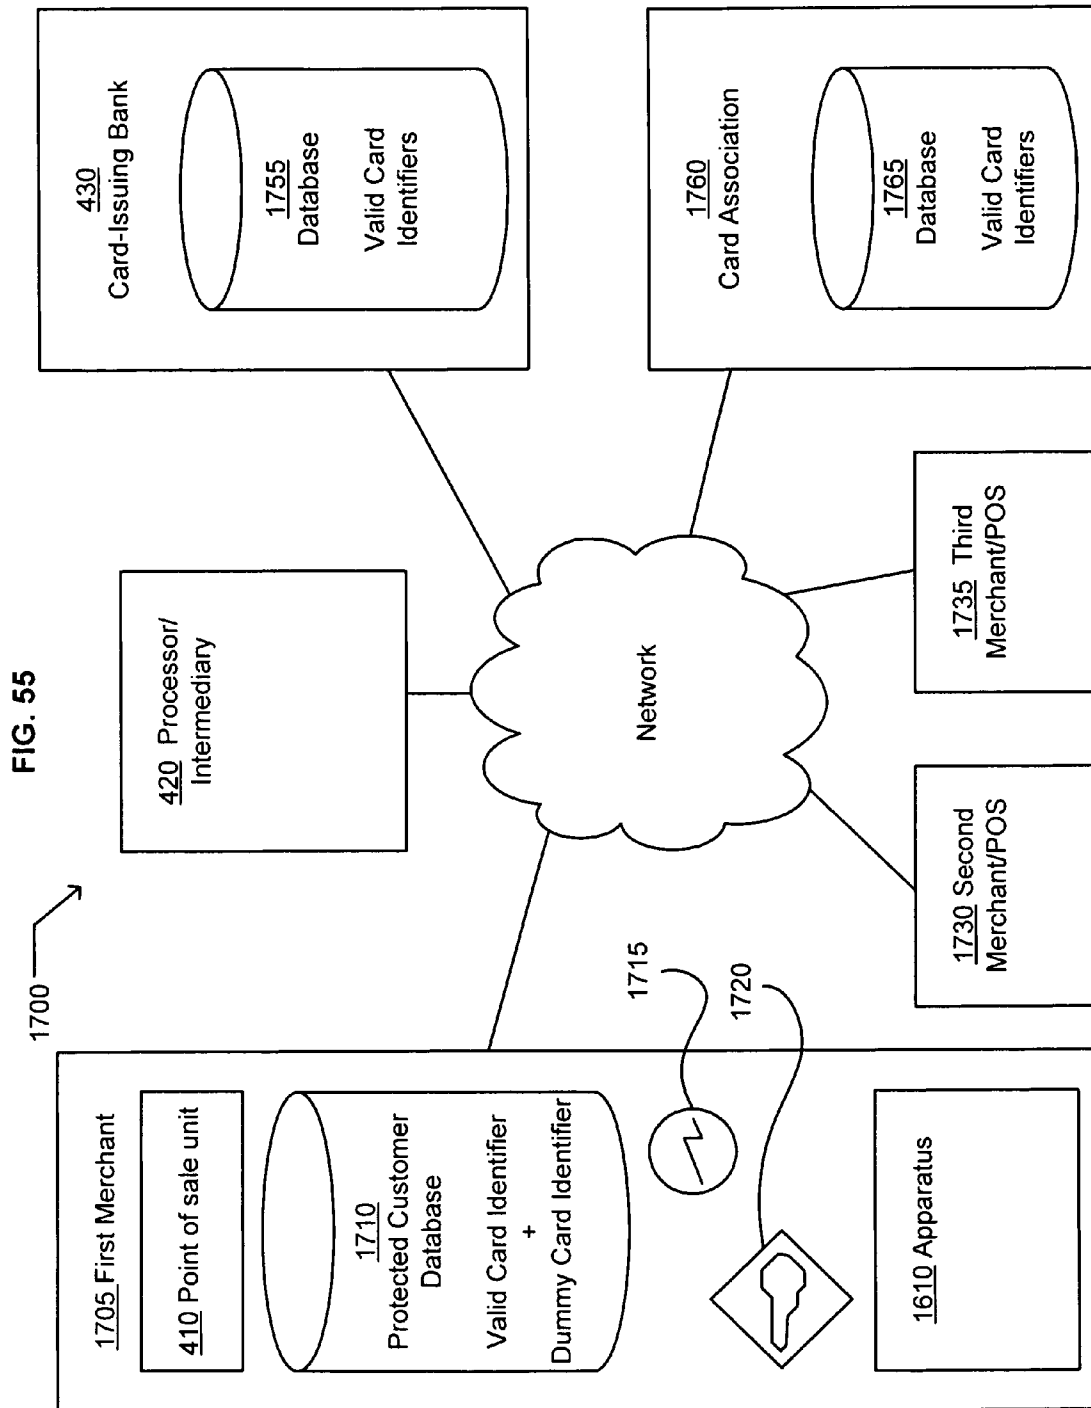 FIG. 55
1700
1705 First Merchant
410 Point of sale unit
1710
Protected Customer
Database
Valid Card Identifier
+
Dummy Card Identifier
1715
1720
1610 Apparatus
420 Processor/
Intermediary
Network
1730 Second
Merchant/POS
1735 Third
Merchant/POS
430
Card-Issuing Bank
1755
Database
Valid Card
Identifiers
1760
Card Association
1765
Database
Valid Card
Identifiers